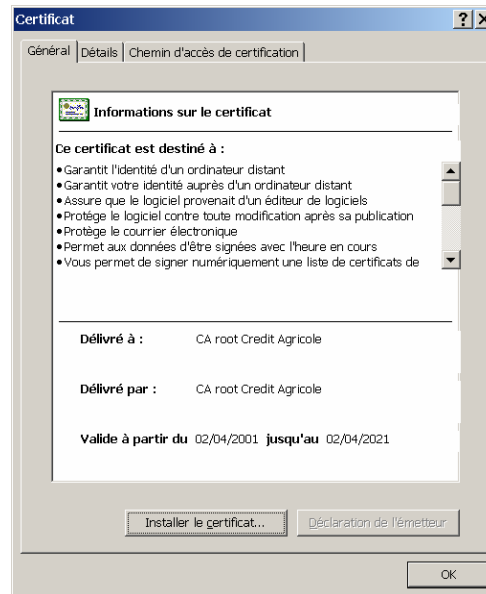 Certificat
Général Détails Chemin d'accès de certification
Informations sur le certificat
Ce certificat est destiné à :
•Garantit l'identité d'un ordinateur distant
•Garantit votre identité auprès d'un ordinateur distant
•Assure que le logiciel provenait d'un éditeur de logiciels
•Protége le logiciel contre toute modification après sa publication
•Protège le courrier électronique
•Permet aux données d'être signées avec l'heure en cours
•Vous permet de signer numériquement une liste de certificats de
Délivré à : CA root Credit Agricole
Délivré par : CA root Credit Agricole
Valide à partir du 02/04/2001 jusqu'au 02/04/2021
Installer le certificat... Déclaration de l'émetteur
OK